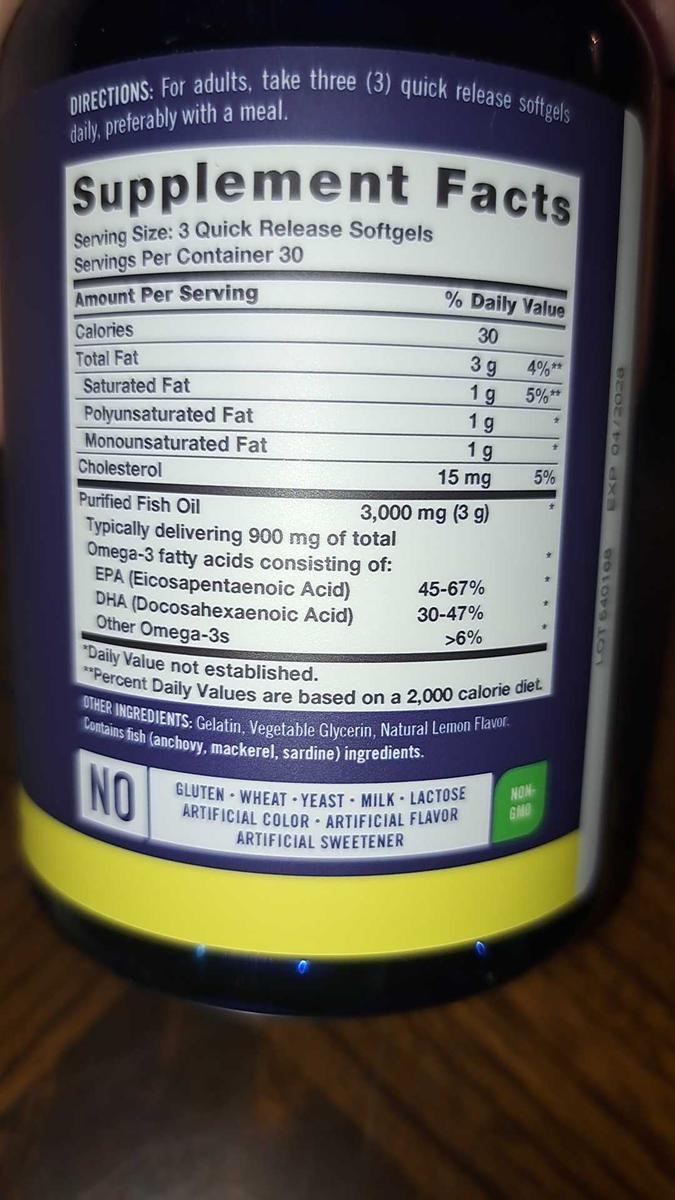 DIRECTIONS: For adults, take three (3) quick release softgels
daily, preferably with a meal.
Supplement Facts
Serving Size: 3 Quick Release Softgels
Servings Per Container 30
Amount Per Serving % Daily Value
Calories 30
Total Fat 3 g 4%**
Saturated Fat 1 g 5%**
Polyunsaturated Fat 1 g *
Monounsaturated Fat 1 g *
Cholesterol 15 mg 5%
Purified Fish Oil 3,000 mg (3 g) *
Typically delivering 900 mg of total
Omega-3 fatty acids consisting of: *
EPA (Eicosapentaenoic Acid) 45-67% *
DHA (Docosahexaenoic Acid) 30-47% *
Other Omega-3s >6% *
*Daily Value not established.
**Percent Daily Values are based on a 2,000 calorie diet.
OTHER INGREDIENTS: Gelatin, Vegetable Glycerin, Natural Lemon Flavor.
Contains fish (anchovy, mackerel, sardine) ingredients.
NO
GLUTEN • WHEAT • YEAST • MILK • LACTOSE
ARTIFICIAL COLOR • ARTIFICIAL FLAVOR
ARTIFICIAL SWEETENER
NON-
GMO
LOT 640168 EXP 04/2028